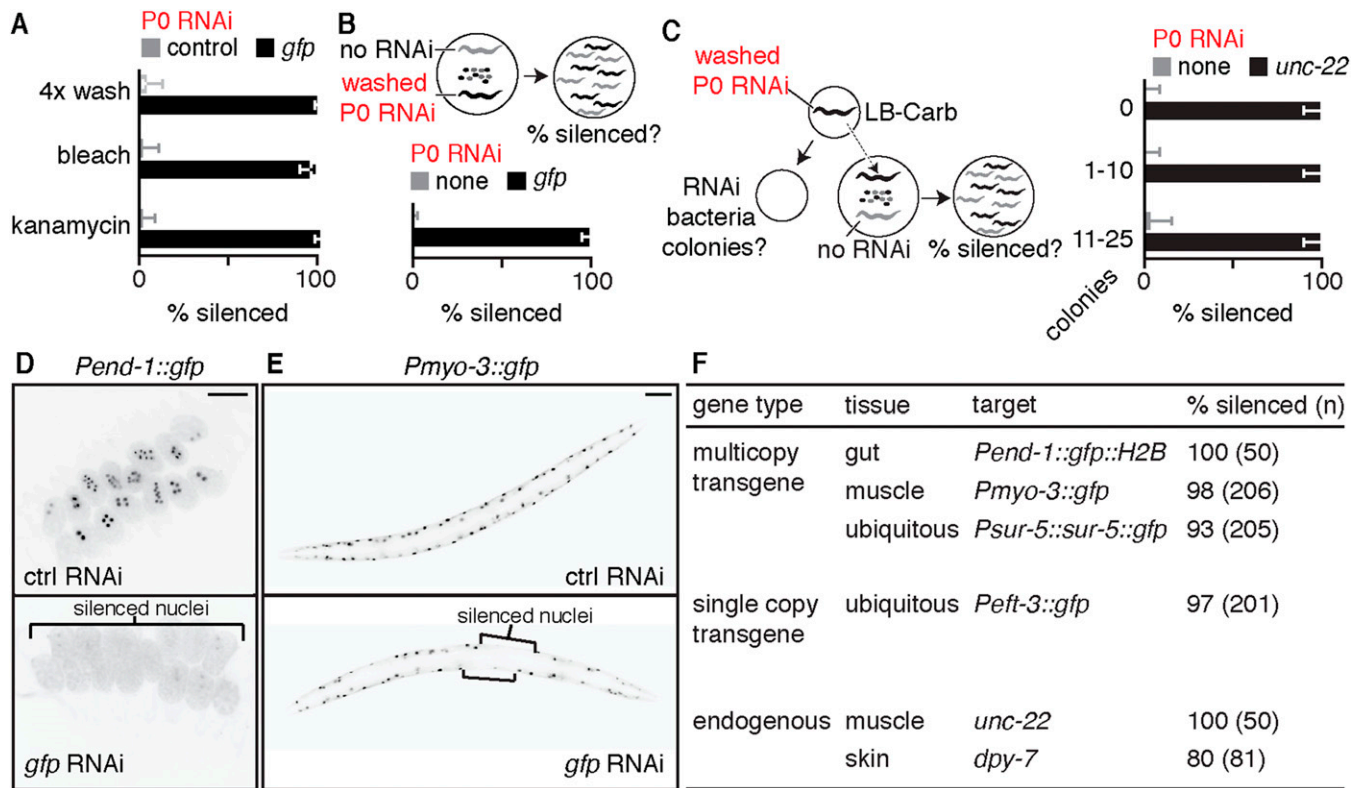 A
P0 RNAi
control gfp
4x wash
bleach
kanamycin
0 100
% silenced
B
no RNAi
washed
P0 RNAi
% silenced?
P0 RNAi
none gfp
0 100
% silenced
C
washed
P0 RNAi
LB-Carb
RNAi
bacteria
colonies?
no RNAi
% silenced?
P0 RNAi
none unc-22
0
1-10
11-25
colonies
0 100
% silenced
D Pend-1::gfp
ctrl RNAi
silenced nuclei
gfp RNAi
E Pmyo-3::gfp
ctrl RNAi
silenced nuclei
gfp RNAi
F
gene type tissue target % silenced (n)
multicopy gut Pend-1::gfp::H2B 100 (50)
transgene
muscle Pmyo-3::gfp 98 (206)
ubiquitous Psur-5::sur-5::gfp 93 (205)
single copy ubiquitous Peft-3::gfp 97 (201)
transgene
endogenous muscle unc-22 100 (50)
skin dpy-7 80 (81)